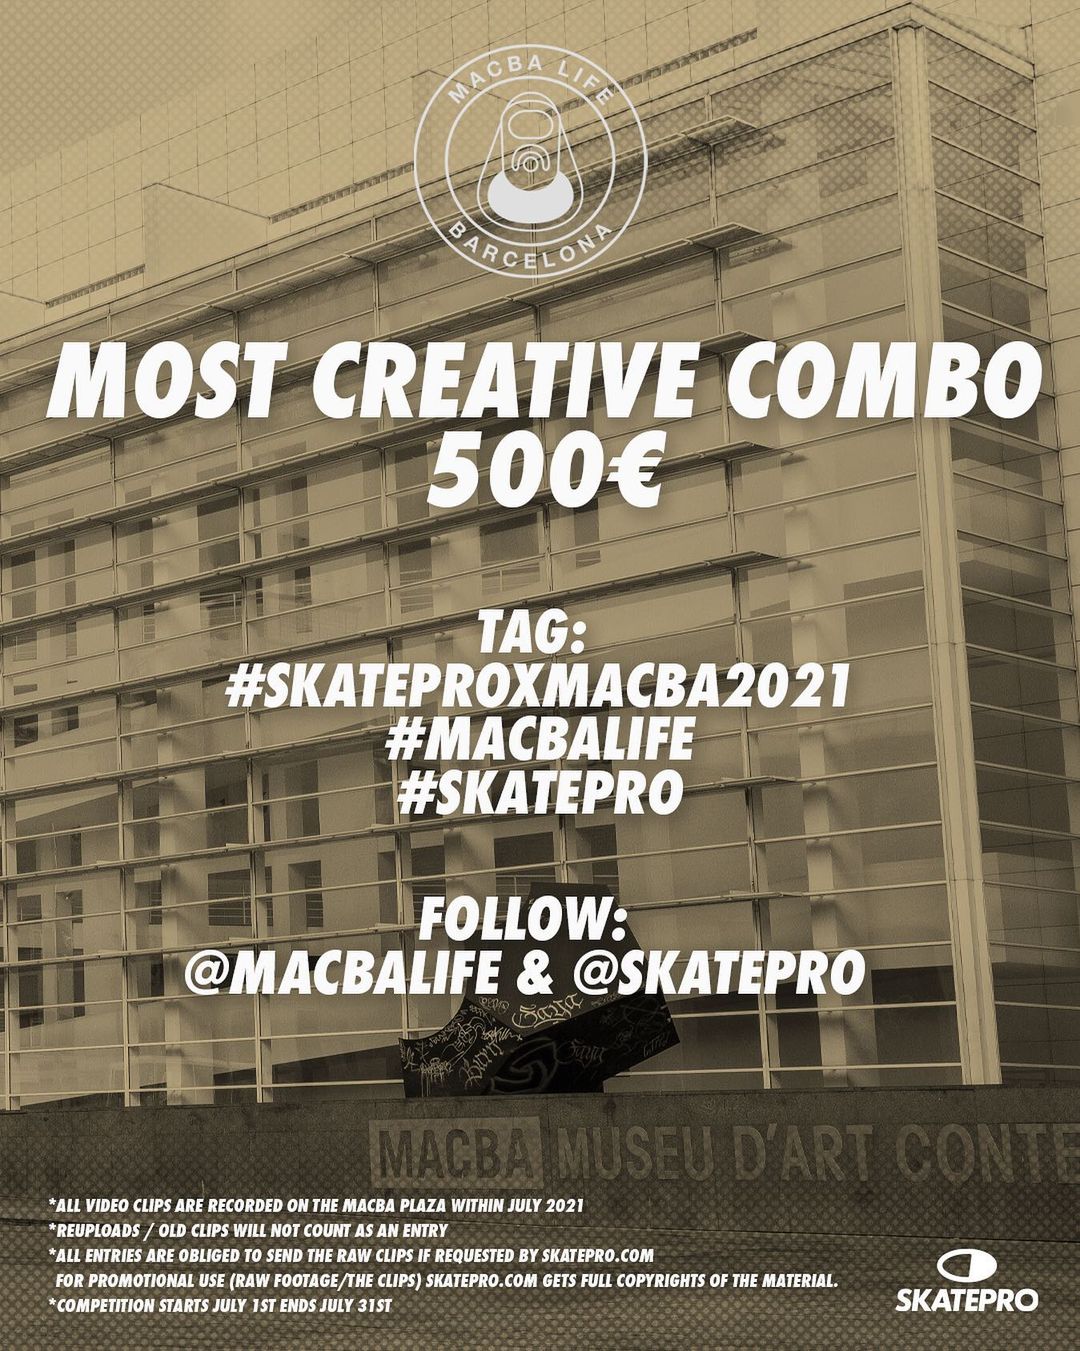 MACBA LIFE
BARCELONA
MOST CREATIVE COMBO
500€
TAG:
#SKATEPROXMACBA2021
#MACBALIFE
#SKATEPRO
FOLLOW:
@MACBALIFE & @SKATEPRO
Saya
Saya
MACBA MUSEU D'ART CONTE
*ALL VIDEO CLIPS ARE RECORDED ON THE MACBA PLAZA WITHIN JULY 2021
*REUPLOADS / OLD CLIPS WILL NOT COUNT AS AN ENTRY
*ALL ENTRIES ARE OBLIGED TO SEND THE RAW CLIPS IF REQUESTED BY SKATEPRO.COM
FOR PROMOTIONAL USE (RAW FOOTAGE/THE CLIPS) SKATEPRO.COM GETS FULL COPYRIGHTS OF THE MATERIAL.
*COMPETITION STARTS JULY 1ST ENDS JULY 31ST
SKATEPRO